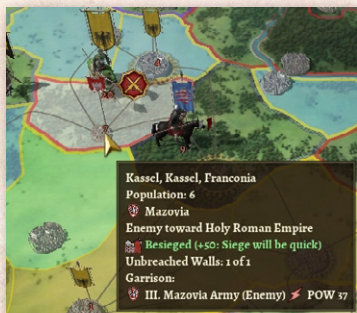 Kassel, Kassel, Franconia
Population: 6
Mazovia
Enemy toward Holy Roman Empire
Besieged (+50: Siege will be quick)
Unbreached Walls: 1 of 1
Garrison:
III. Mazovia Army (Enemy) POW 37